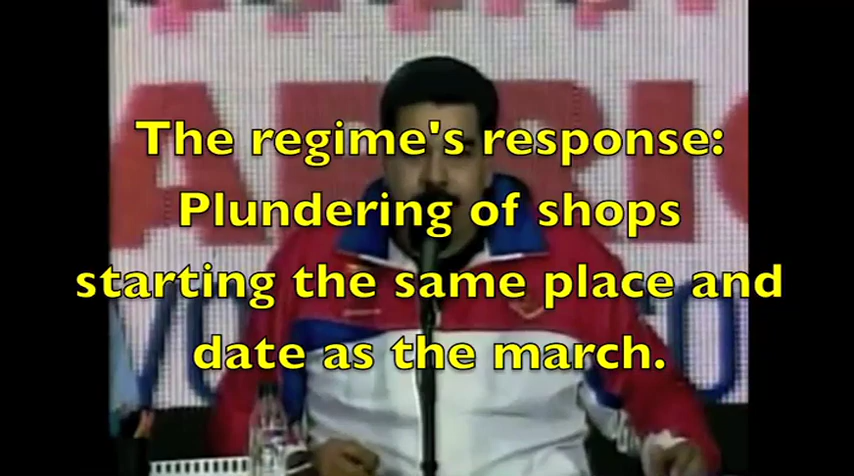 The regime's response:
Plundering of shops
starting the same place and
date as the march.